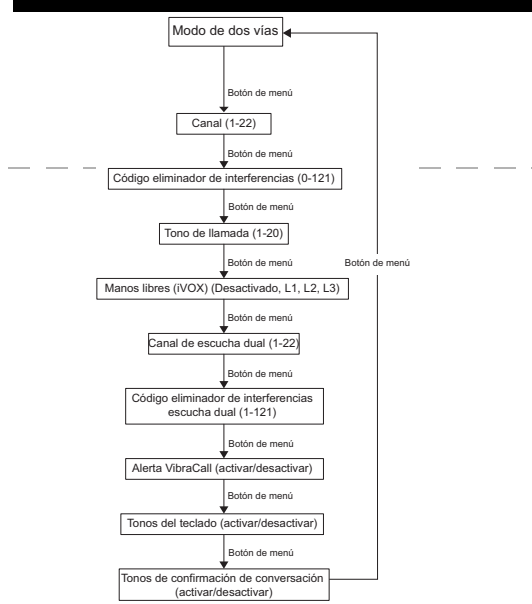 Modo de dos vías
Botón de menú
Canal (1-22)
Botón de menú
Código eliminador de interferencias (0-121)
Botón de menú
Tono de llamada (1-20)
Botón de menú
Botón de menú
Manos libres (iVOX) (Desactivado, L1, L2, L3)
Botón de menú
Canal de escucha dual (1-22)
Botón de menú
Código eliminador de interferencias
escucha dual (1-121)
Botón de menú
Alerta VibraCall (activar/desactivar)
Botón de menú
Tonos del teclado (activar/desactivar)
Botón de menú
Tonos de confirmación de conversación
(activar/desactivar)